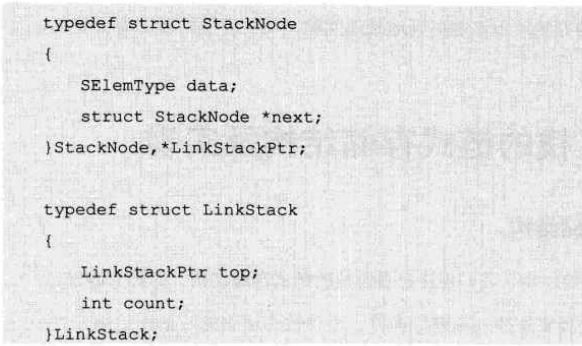 typedef struct StackNode
{
SElemType data;
struct StackNode *next;
}StackNode,*LinkStackPtr;
typedef struct LinkStack
{
LinkStackPtr top;
int count;
}LinkStack;